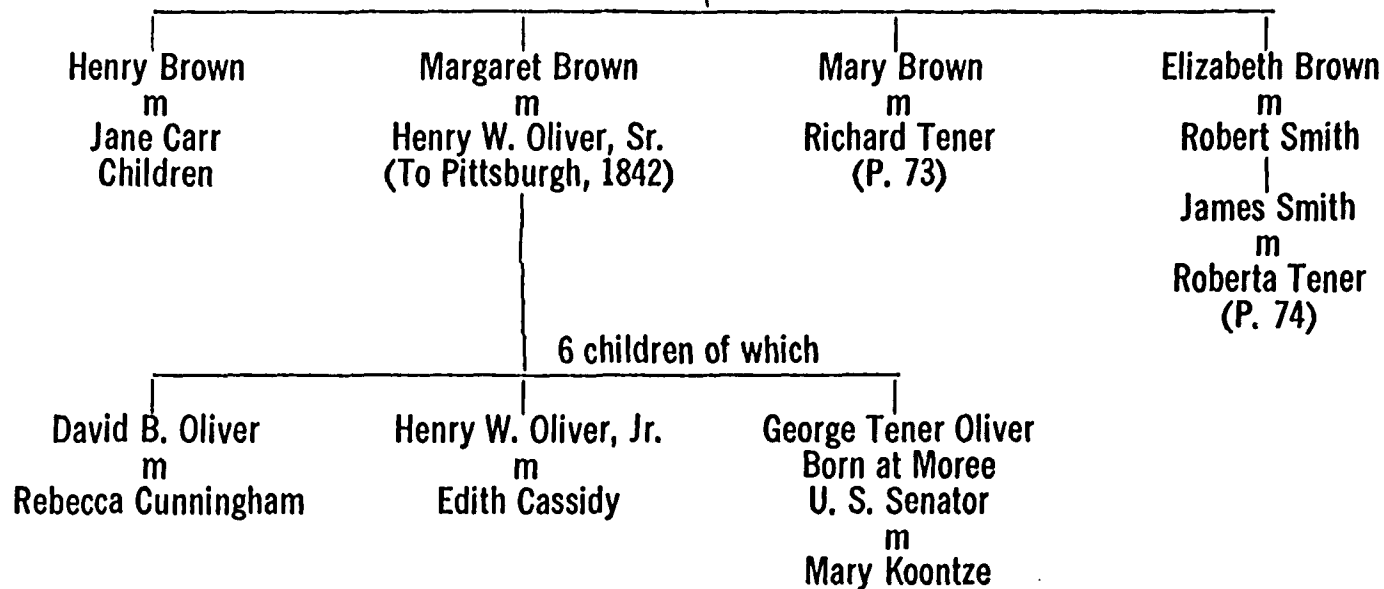 Henry Brown
m
Jane Carr
Children
Margaret Brown
m
Henry W. Oliver, Sr.
(To Pittsburgh, 1842)
Mary Brown
m
Richard Tener
(P. 73)
Elizabeth Brown
m
Robert Smith
James Smith
m
Roberta Tener
(P. 74)
6 children of which
David B. Oliver
m
Rebecca Cunningham
Henry W. Oliver, Jr.
m
Edith Cassidy
George Tener Oliver
Born at Moree
U. S. Senator
m
Mary Koontze